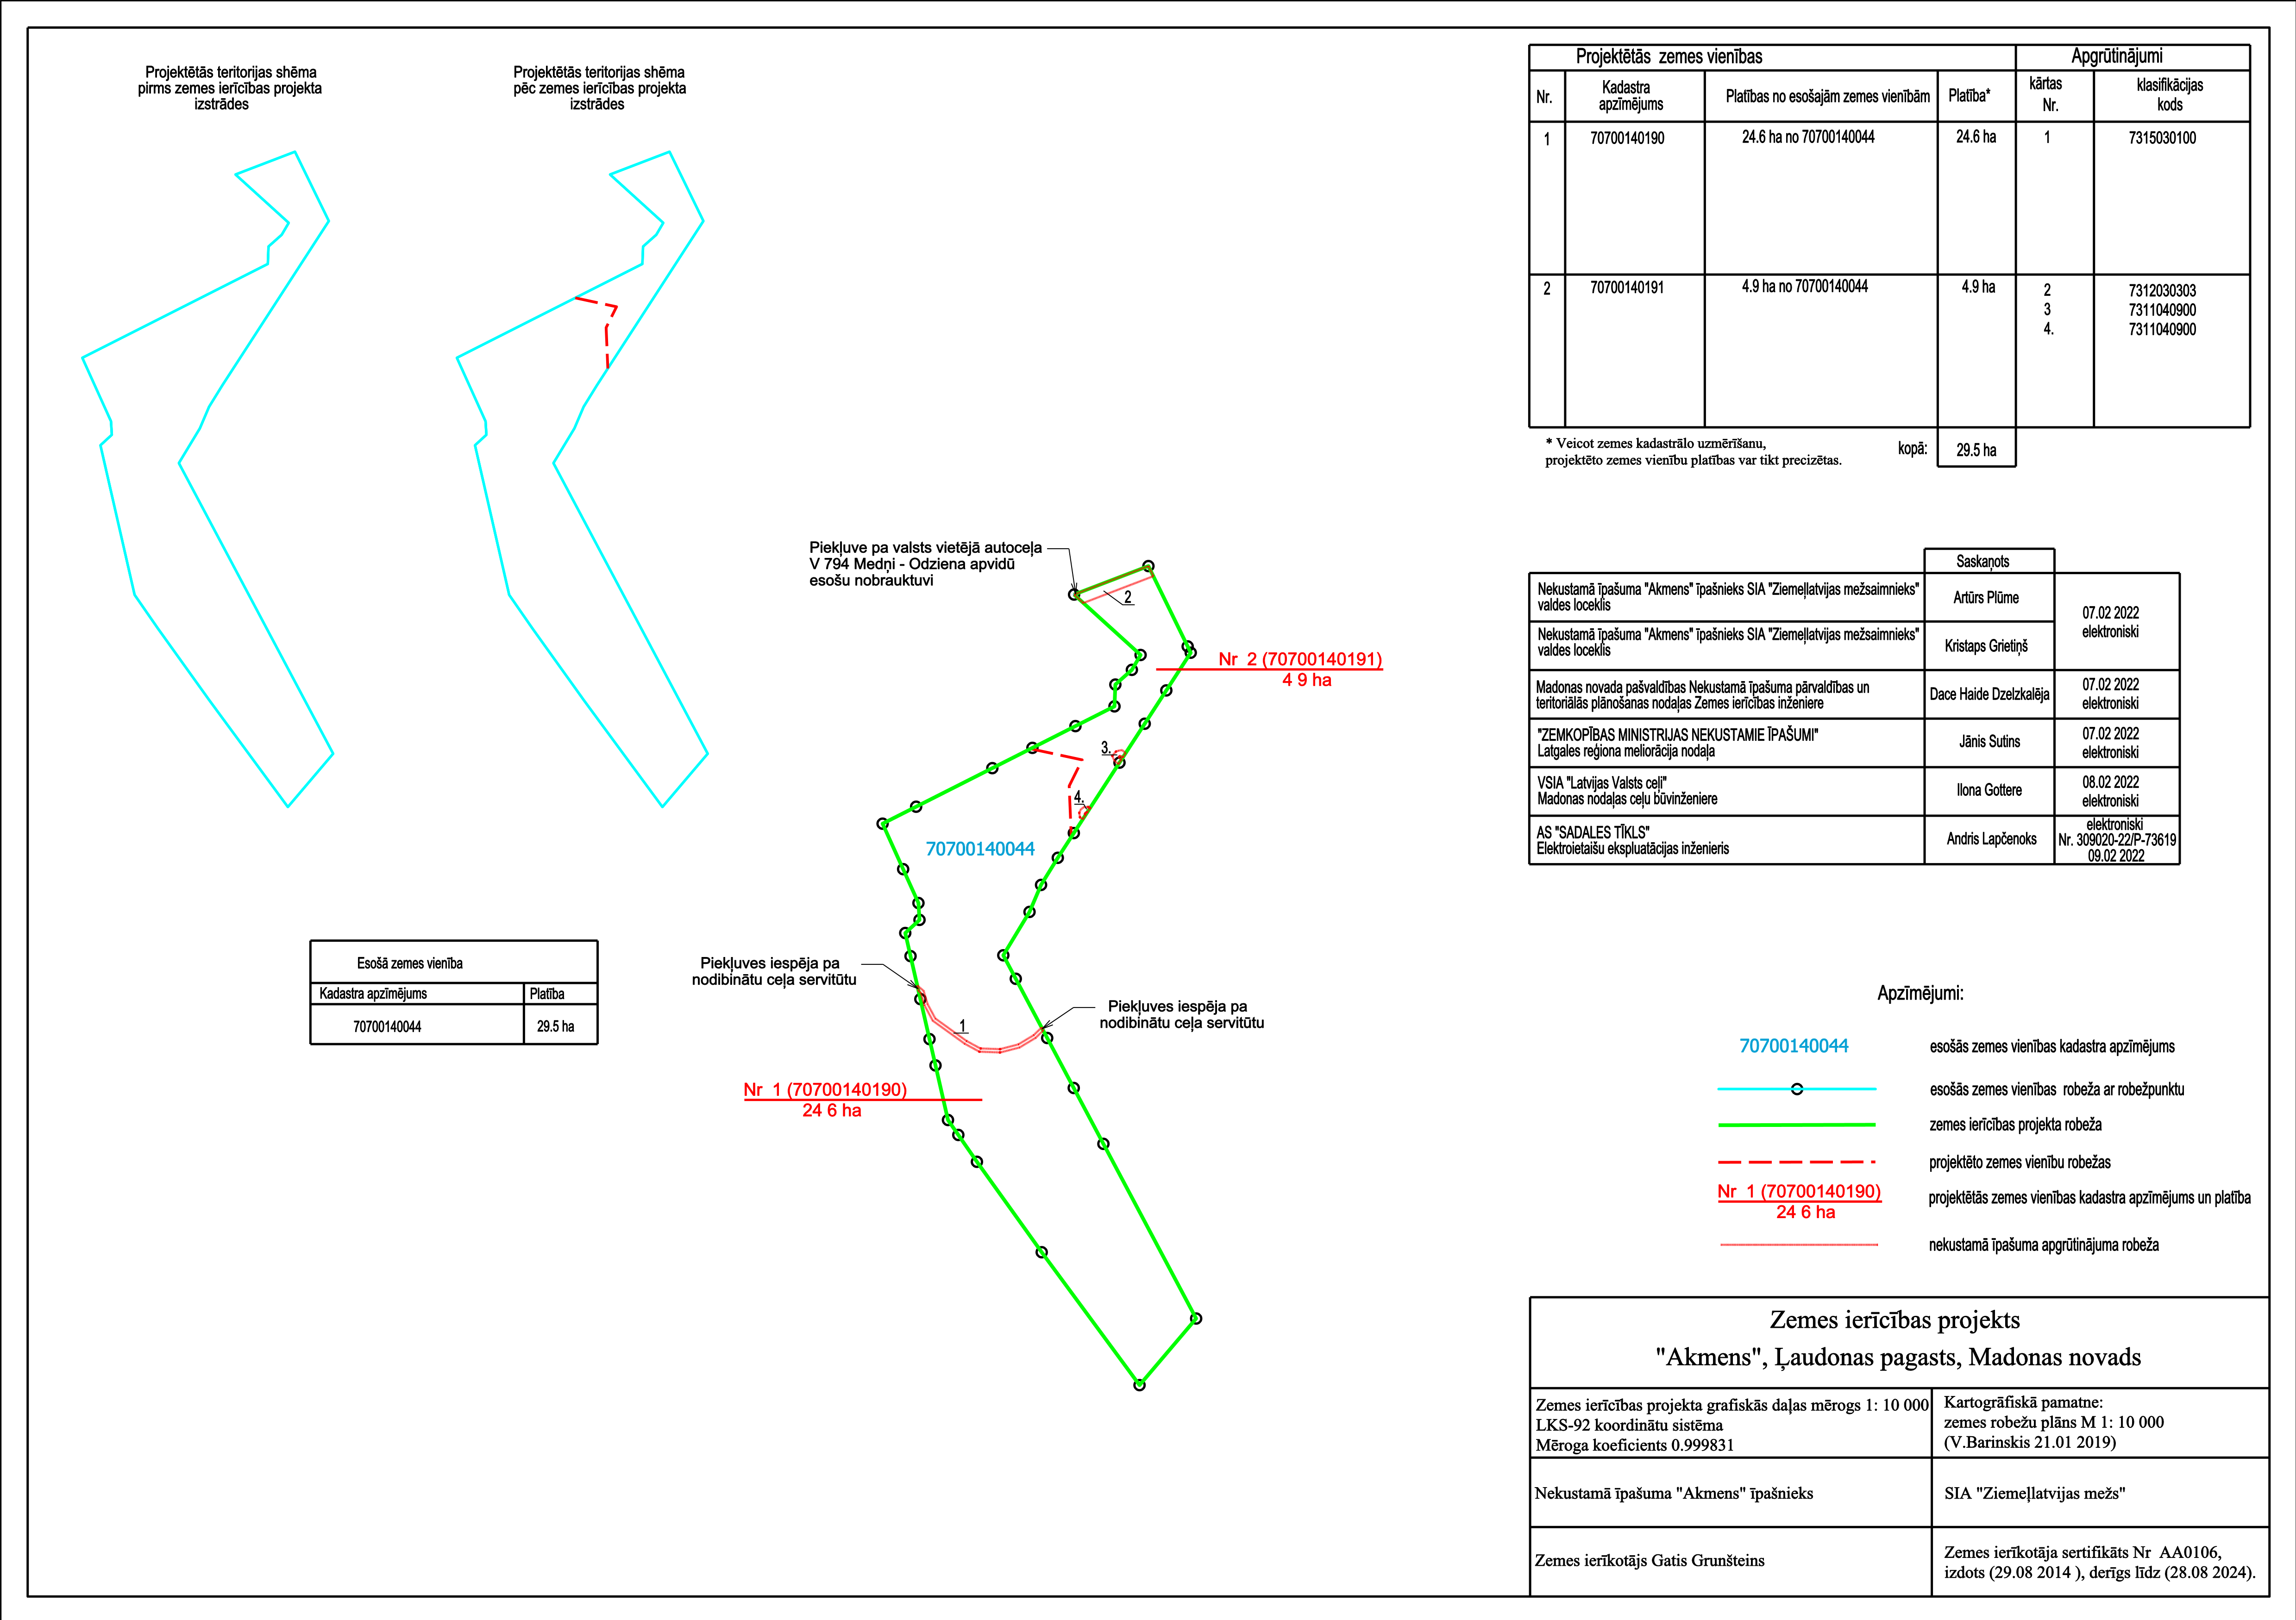 Projektētās teritorijas shēma
pirms zemes ierīcības projekta
izstrādes
Projektētās teritorijas shēma
pēc zemes ierīcības projekta
izstrādes
Projektētās zemes vienības
Apgrūtinājumi
Nr.
Kadastra
apzīmējums
Platības no esošajām zemes vienībām
Platība*
kārtas
Nr.
klasifikācijas
kods
1
70700140190
24.6 ha no 70700140044
24.6 ha
1
7315030100
2
70700140191
4.9 ha no 70700140044
4.9 ha
2
7312030303
3
7311040900
4.
7311040900
* Veicot zemes kadastrālo uzmērīšanu,
projektēto zemes vienību platības var tikt precizētas.
kopā:
29.5 ha
Piekļuve pa valsts vietējā autoceļa
V 794 Medņi - Odziena apvidū
esošu nobrauktuvi
2
Nr 2 (70700140191)
4 9 ha
3.
4.
70700140044
Piekļuves iespēja pa
nodibinātu ceļa servitūtu
1
Piekļuves iespēja pa
nodibinātu ceļa servitūtu
Nr 1 (70700140190)
24 6 ha
Esošā zemes vienība
Kadastra apzīmējums
Platība
70700140044
29.5 ha
Saskaņots
Nekustamā īpašuma "Akmens" īpašnieks SIA "Ziemeļlatvijas mežsaimnieks"
valdes loceklis
Artūrs Plūme
07.02 2022
elektroniski
Nekustamā īpašuma "Akmens" īpašnieks SIA "Ziemeļlatvijas mežsaimnieks"
valdes loceklis
Kristaps Grietiņš
Madonas novada pašvaldības Nekustamā īpašuma pārvaldības un
teritoriālās plānošanas nodaļas Zemes ierīcības inženiere
Dace Haide Dzelzkalēja
07.02 2022
elektroniski
"ZEMKOPĪBAS MINISTRIJAS NEKUSTAMIE ĪPAŠUMI"
Latgales reģiona meliorācija nodaļa
Jānis Sutins
07.02 2022
elektroniski
VSIA "Latvijas Valsts ceļi"
Madonas nodaļas ceļu būvinženiere
Ilona Gottere
08.02 2022
elektroniski
AS "SADALES TĪKLS"
Elektroietaišu ekspluatācijas inženieris
Andris Lapčenoks
elektroniski
Nr. 309020-22/P-73619
09.02 2022
Apzīmējumi:
70700140044
esošās zemes vienības kadastra apzīmējums
esošās zemes vienības robeža ar robežpunktu
zemes ierīcības projekta robeža
projektēto zemes vienību robežas
Nr 1 (70700140190)
24 6 ha
projektētās zemes vienības kadastra apzīmējums un platība
nekustamā īpašuma apgrūtinājuma robeža
Zemes ierīcības projekts
"Akmens", Ļaudonas pagasts, Madonas novads
Zemes ierīcības projekta grafiskās daļas mērogs 1: 10 000
LKS-92 koordinātu sistēma
Mēroga koeficients 0.999831
Kartogrāfiskā pamatne:
zemes robežu plāns M 1: 10 000
(V.Barinskis 21.01 2019)
Nekustamā īpašuma "Akmens" īpašnieks
SIA "Ziemeļlatvijas mežs"
Zemes ierīkotājs Gatis Grunšteins
Zemes ierīkotāja sertifikāts Nr AA0106,
izdots (29.08 2014 ), derīgs līdz (28.08 2024).